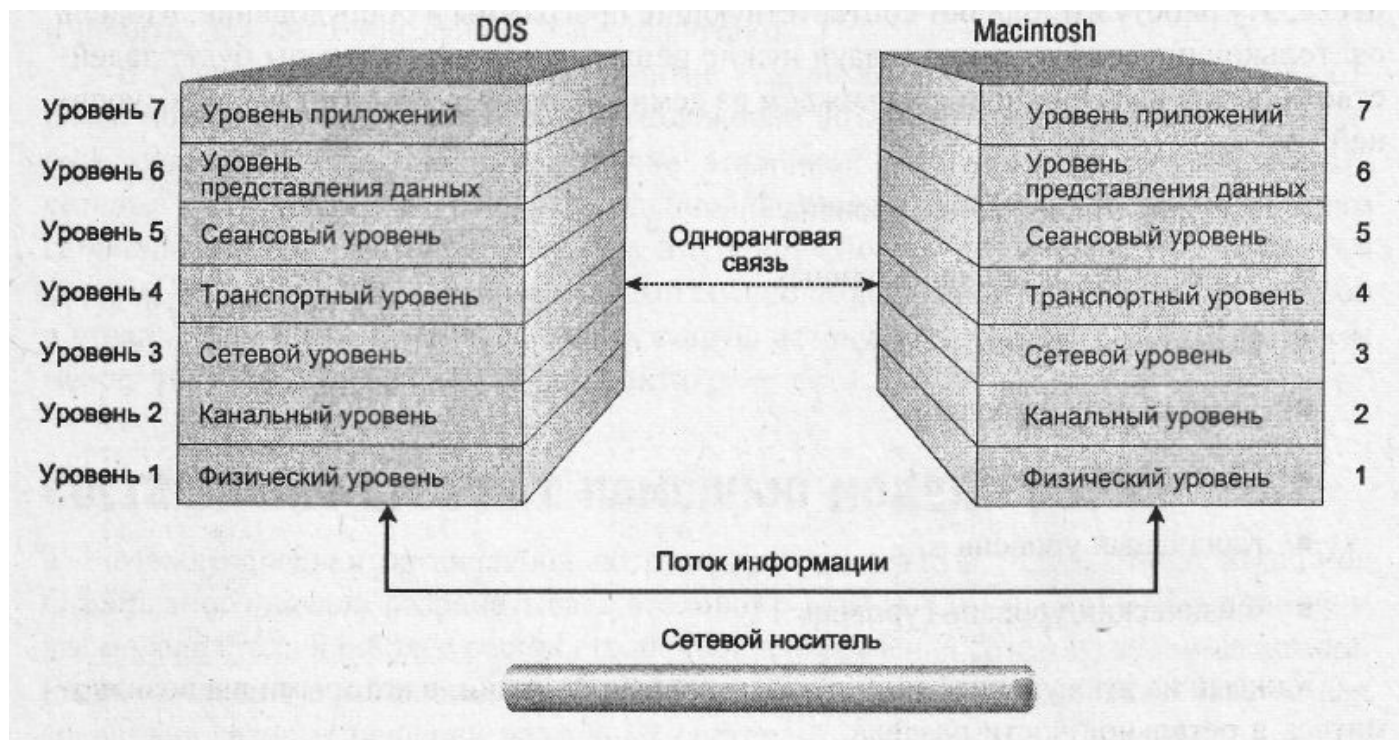 DOS
Macintosh
Уровень 7
Уровень приложений
Уровень приложений
7
Уровень 6
Уровень
представления данных
Уровень
представления данных
6
Уровень 5
Сеансовый уровень
Одноранговая
связь
Сеансовый уровень
5
Уровень 4
Транспортный уровень
Транспортный уровень
4
Уровень 3
Сетевой уровень
Сетевой уровень
3
Уровень 2
Канальный уровень
Канальный уровень
2
Уровень 1
Физический уровень
Физический уровень
1
Поток информации
Сетевой носитель